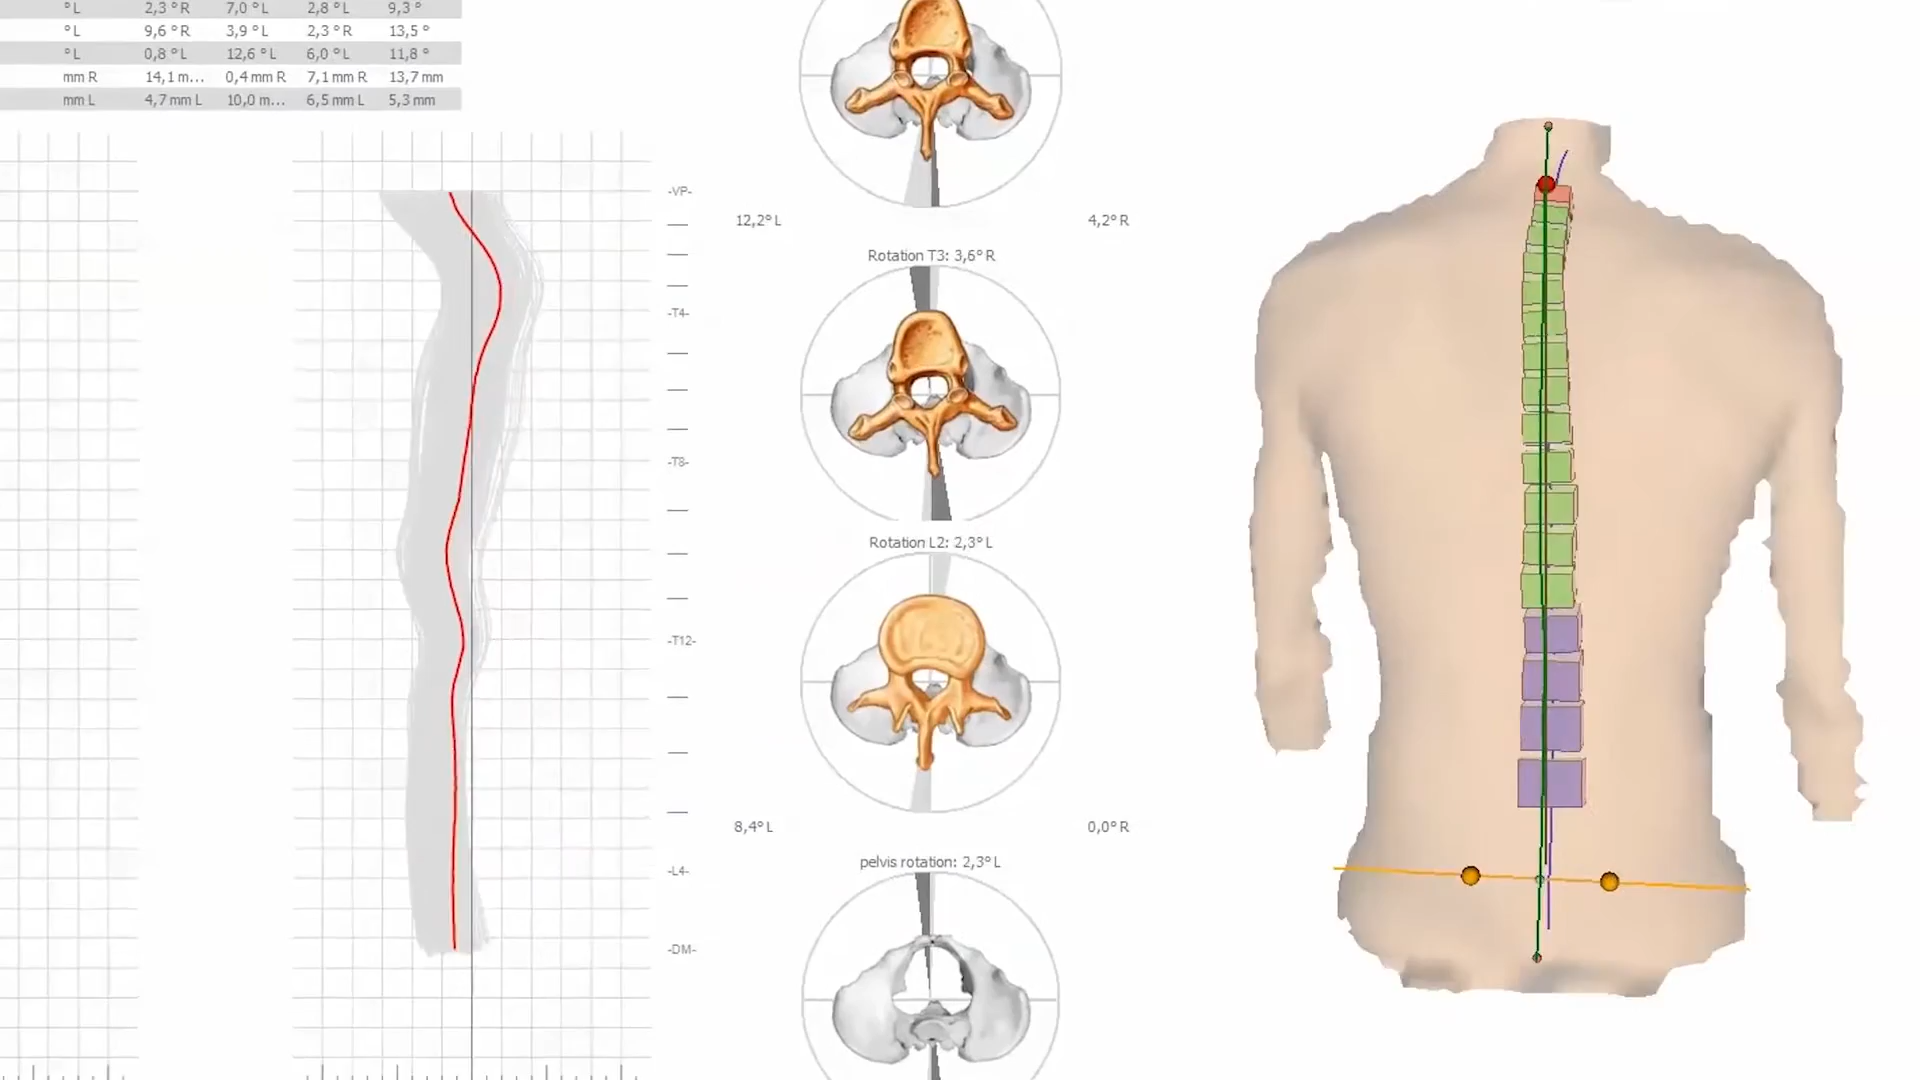 °L 2,3 °R 7,0 °L 2,8 °L 9,3 °
°L 9,6 °R 3,9 °L 2,3 °R 13,5 °
°L 0,8 °L 12,6 °L 6,0 °L 11,8 °
mm R 14,1 m... 0,4 mm R 7,1 mm R 13,7 mm
mm L 4,7 mm L 10,0 m... 6,5 mm L 5,3 mm
-VP-
-T4-
-T8-
-T12-
-L4-
-DM-
12,2° L 4,2° R
Rotation T3: 3,6° R
Rotation L2: 2,3° L
8,4° L 0,0° R
pelvis rotation: 2,3° L